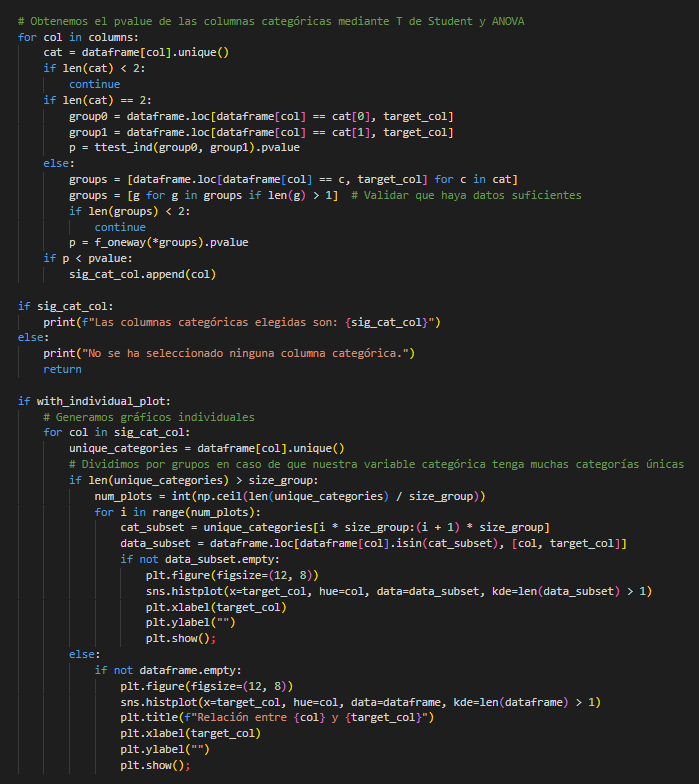 # Obtenemos el pvalue de las columnas categóricas mediante T de Student y ANOVA
for col in columns:
    cat = dataframe[col].unique()
    if len(cat) < 2:
        continue
    if len(cat) == 2:
        group0 = dataframe.loc[dataframe[col] == cat[0], target_col]
        group1 = dataframe.loc[dataframe[col] == cat[1], target_col]
        p = ttest_ind(group0, group1).pvalue
    else:
        groups = [dataframe.loc[dataframe[col] == c, target_col] for c in cat]
        groups = [g for g in groups if len(g) > 1]  # Validar que haya datos suficientes
        if len(groups) < 2:
            continue
        p = f_oneway(*groups).pvalue
    if p < pvalue:
        sig_cat_col.append(col)

if sig_cat_col:
    print(f"Las columnas categóricas elegidas son: {sig_cat_col}")
else:
    print("No se ha seleccionado ninguna columna categórica.")
    return

if with_individual_plot:
    # Generamos gráficos individuales
    for col in sig_cat_col:
        unique_categories = dataframe[col].unique()
        # Dividimos por grupos en caso de que nuestra variable categórica tenga muchas categorías únicas
        if len(unique_categories) > size_group:
            num_plots = int(np.ceil(len(unique_categories) / size_group))
            for i in range(num_plots):
                cat_subset = unique_categories[i * size_group:(i + 1) * size_group]
                data_subset = dataframe.loc[dataframe[col].isin(cat_subset), [col, target_col]]
                if not data_subset.empty:
                    plt.figure(figsize=(12, 8))
                    sns.histplot(x=target_col, hue=col, data=data_subset, kde=len(data_subset) > 1)
                    plt.xlabel(target_col)
                    plt.ylabel("")
                    plt.show();
        else:
            if not dataframe.empty:
                plt.figure(figsize=(12, 8))
                sns.histplot(x=target_col, hue=col, data=dataframe, kde=len(dataframe) > 1)
                plt.title(f"Relación entre {col} y {target_col}")
                plt.xlabel(target_col)
                plt.ylabel("")
                plt.show();